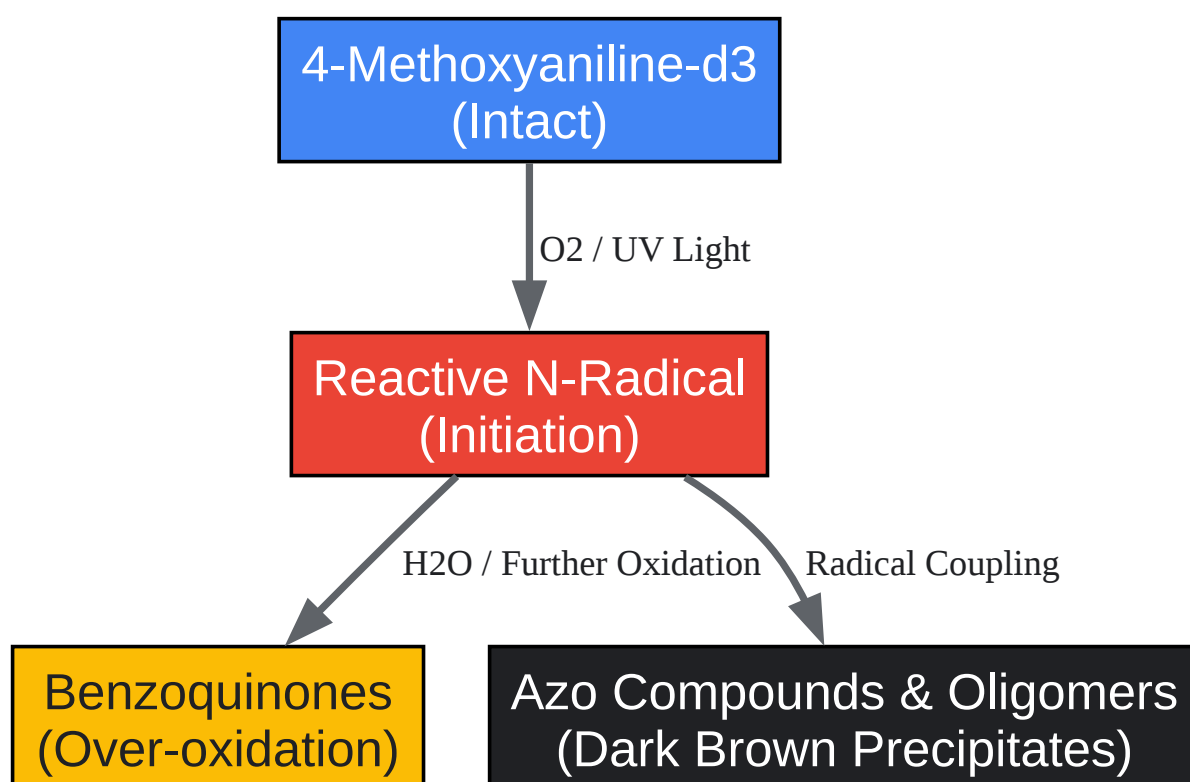 4-Methoxyaniline-d3
(Intact)
O2 / UV Light
Reactive N-Radical
(Initiation)
H2O / Further Oxidation
Radical Coupling
Benzoquinones
(Over-oxidation)
Azo Compounds & Oligomers
(Dark Brown Precipitates)